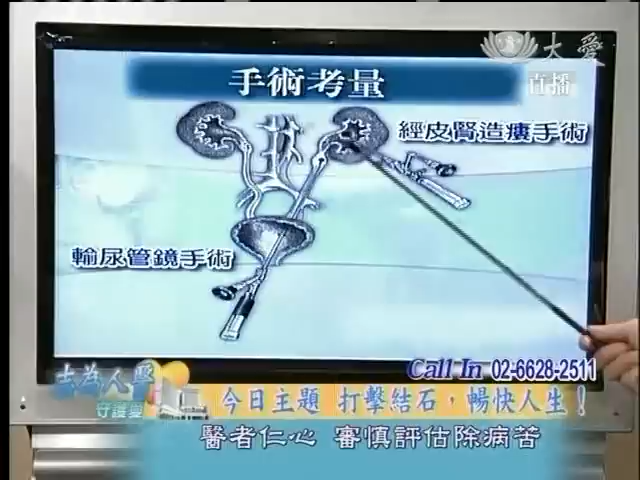 大愛
直播
手術考量
經皮腎造瘻手術
輸尿管鏡手術
Call In 02-6628-2511
志為人醫
守護愛
今日主題 打擊結石，暢快人生！
醫者仁心 審慎評估除病苦